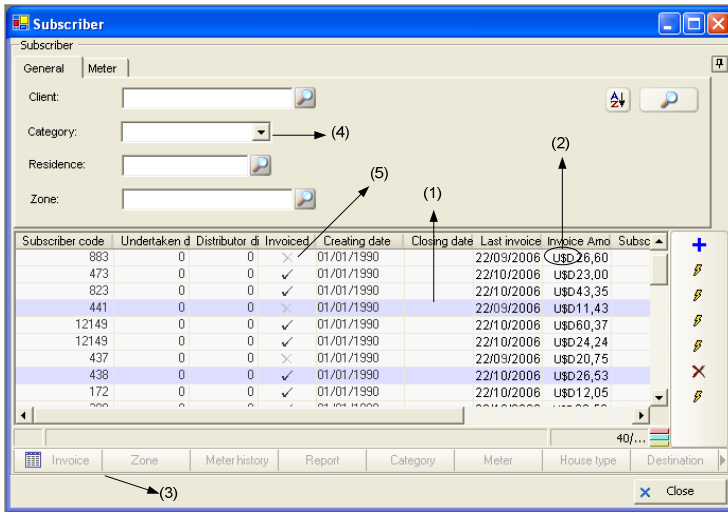 Subscriber
Subscriber
General Meter
Client:
Category: (4)
Residence:
Zone:
(2)
(5)
(1)
Subscriber code Undertaken d Distributor di Invoiced Creating date Closing date Last invoice Invoice Amo Subsc
883 0 0 01/01/1990 22/09/2006 U$D26,60
473 0 0 01/01/1990 22/10/2006 U$D23,00
823 0 0 01/01/1990 22/10/2006 U$D43,35
441 0 0 01/01/1990 22/09/2006 U$D11,43
12149 0 0 01/01/1990 22/10/2006 U$D60,37
12149 0 0 01/01/1990 22/10/2006 U$D24,24
437 0 0 01/01/1990 22/09/2006 U$D20,75
438 0 0 01/01/1990 22/10/2006 U$D26,53
172 0 0 01/01/1990 22/10/2006 U$D12,05
40/...
Invoice Zone Meter history Report Category Meter House type Destination
(3)
Close